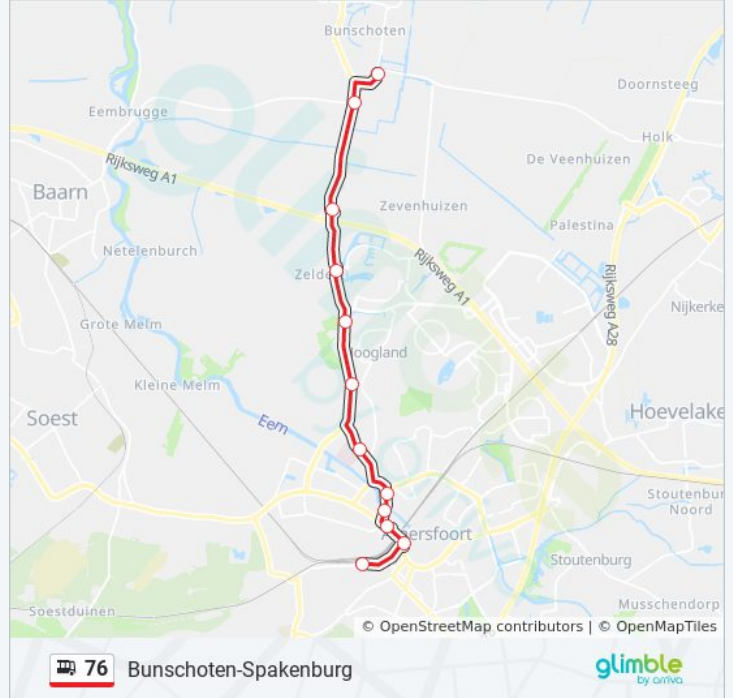 Bunschoten
Doornsteeg
Eembrugge
Holk
De Veenhuizen
Rijksweg A1
Baarn
Zevenhuizen
Palestina
Netelenburch
Rijksweg A1
Zelde
Rijksweg A28
Nijkerke
Grote Melm
Hoogland
Kleine Melm
Hoevelake
Soest
Eem
Stoutenbur
Noord
Amersfoort
Stoutenburg
Soestduinen
Musschendorp
© OpenStreetMap contributors | © OpenMapTiles
76 Bunschoten-Spakenburg
glimble
by arriva